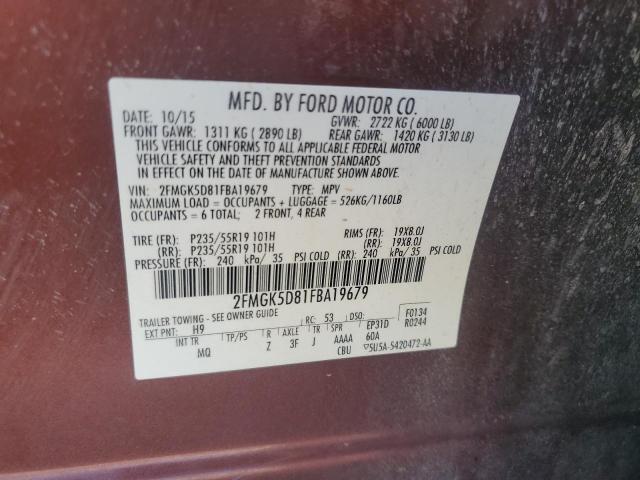 MFD. BY FORD MOTOR CO.
DATE: 10/15 GVWR: 2722 KG ( 6000 LB)
FRONT GAWR: 1311 KG ( 2890 LB) REAR GAWR: 1420 KG ( 3130 LB)
THIS VEHICLE CONFORMS TO ALL APPLICABLE FEDERAL MOTOR
VEHICLE SAFETY AND THEFT PREVENTION STANDARDS
IN EFFECT ON THE DATE OF MANUFACTURE SHOWN ABOVE.
VIN: 2FMGK5D81FBA19679 TYPE: MPV
MAXIMUM LOAD = OCCUPANTS + LUGGAGE = 526KG/1160LB
OCCUPANTS = 6 TOTAL; 2 FRONT, 4 REAR
TIRE (FR): P235/55R19 101H RIMS (FR): 19X8.0J
(RR): P235/55R19 101H (RR): 19X8.0J
PRESSURE (FR): 240 kPa/ 35 PSI COLD (RR): 240 kPa/ 35 PSI COLD
2FMGK5D81FBA19679
TRAILER TOWING - SEE OWNER GUIDE
EXT PNT: H9 RC: 53 DSO: F0134
INT TR TP/PS R AXLE TR SPR EP31D R0244
MQ Z 3F J AAAA 60A
CBU ▽5U5A-5420472-AA